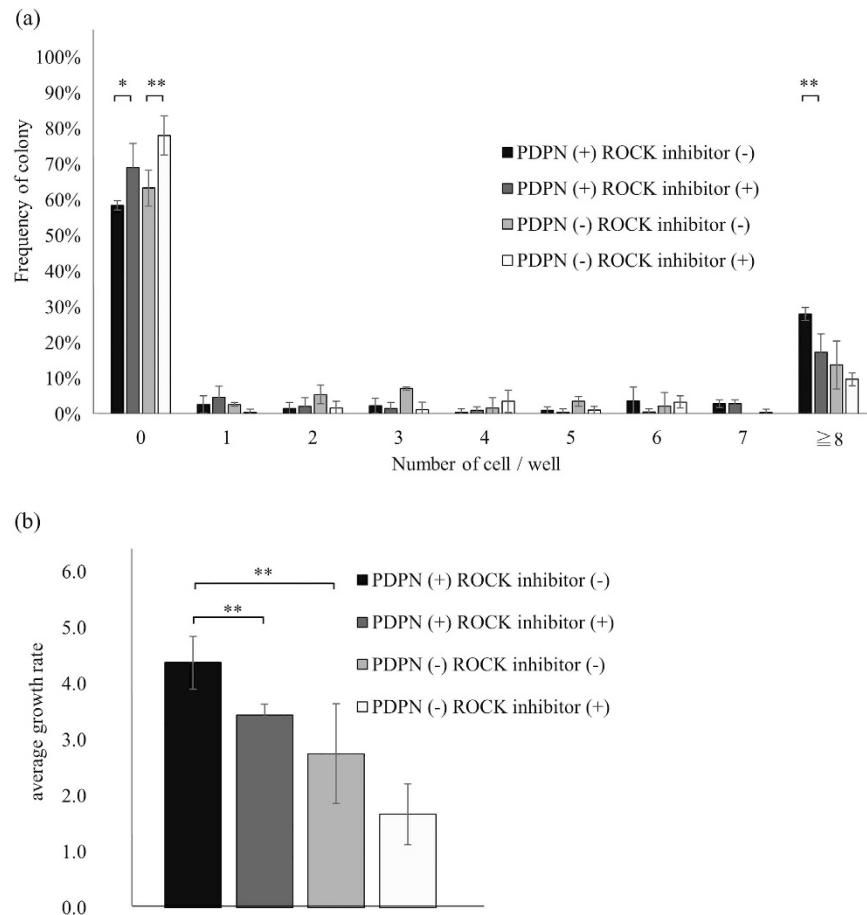 (a)
100%
90%
80%
70%
60%
50%
40%
30%
20%
10%
0%
Frequency of colony
* ** **
PDPN (+) ROCK inhibitor (-)
PDPN (+) ROCK inhibitor (+)
PDPN (-) ROCK inhibitor (-)
PDPN (-) ROCK inhibitor (+)
0 1 2 3 4 5 6 7 ≧8
Number of cell / well
(b)
6.0
5.0
4.0
3.0
2.0
1.0
0.0
average growth rate
**
**
PDPN (+) ROCK inhibitor (-)
PDPN (+) ROCK inhibitor (+)
PDPN (-) ROCK inhibitor (-)
PDPN (-) ROCK inhibitor (+)